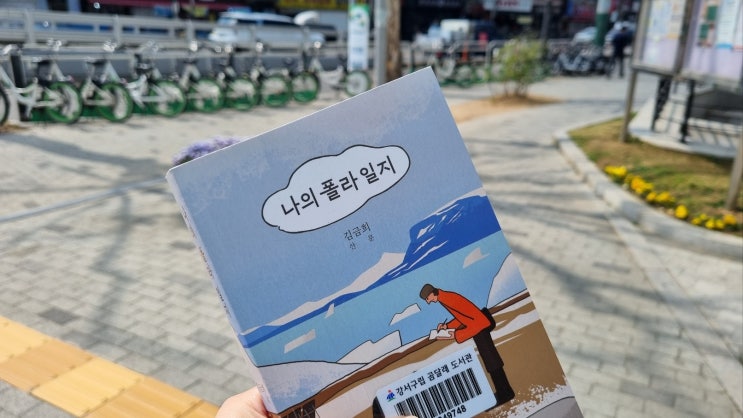 나의 폴라 일지
김금희
산문
강서구립 곰달래 도서관